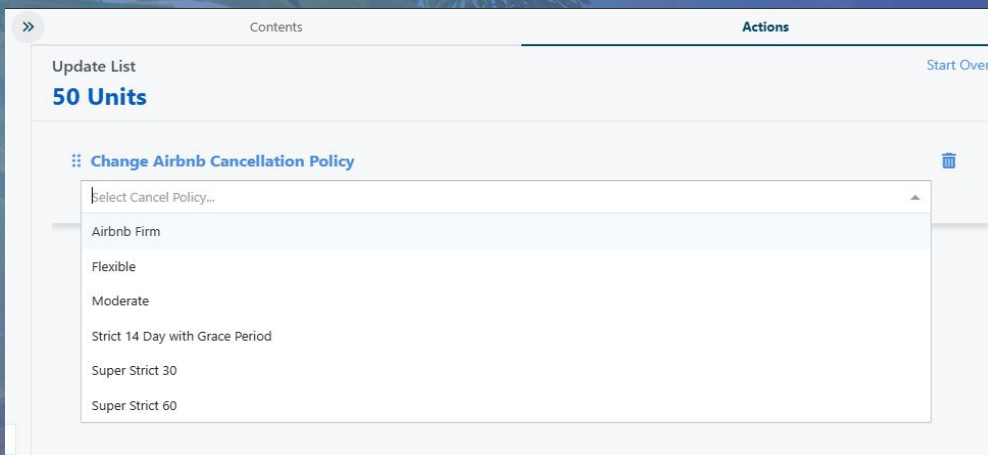 Contents
Actions
Update List
Start Over
50 Units
Change Airbnb Cancellation Policy
Select Cancel Policy...
Airbnb Firm
Flexible
Moderate
Strict 14 Day with Grace Period
Super Strict 30
Super Strict 60